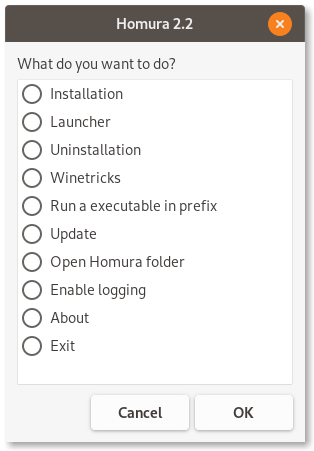 Homura 2.2
What do you want to do?
Installation
Launcher
Uninstallation
Winetricks
Run a executable in prefix
Update
Open Homura folder
Enable logging
About
Exit
Cancel OK